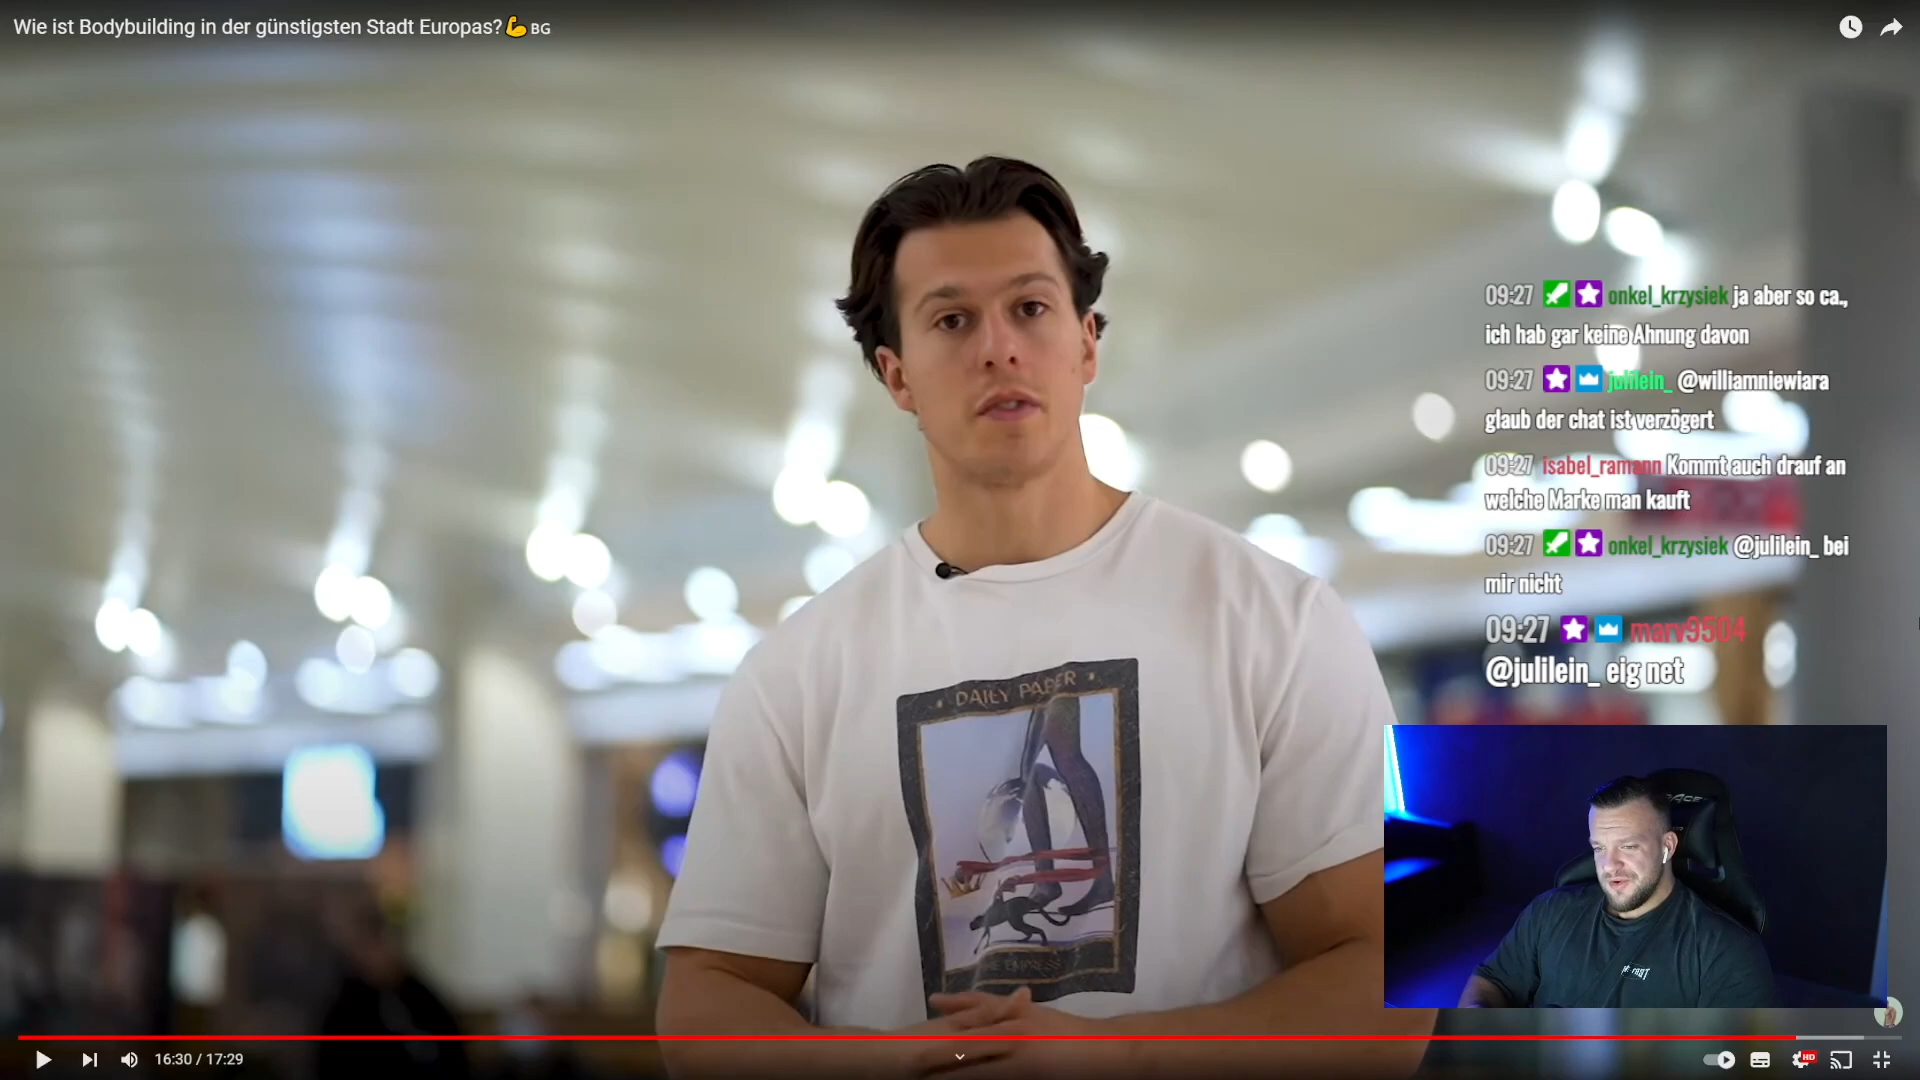 Wie ist Bodybuilding in der günstigsten Stadt Europas?💪BG
09:27 onkel_krzysiek ja aber so ca.,
ich hab gar keine Ahnung davon
09:27 julilein_ @williamniewiara
glaub der chat ist verzögert
09:27 isabel_ramann Kommt auch drauf an
welche Marke man kauft
09:27 onkel_krzysiek @julilein_ bei
mir nicht
09:27 marv9504
@julilein_ eig net
DAILY PAPER
16:30 / 17:29
HD